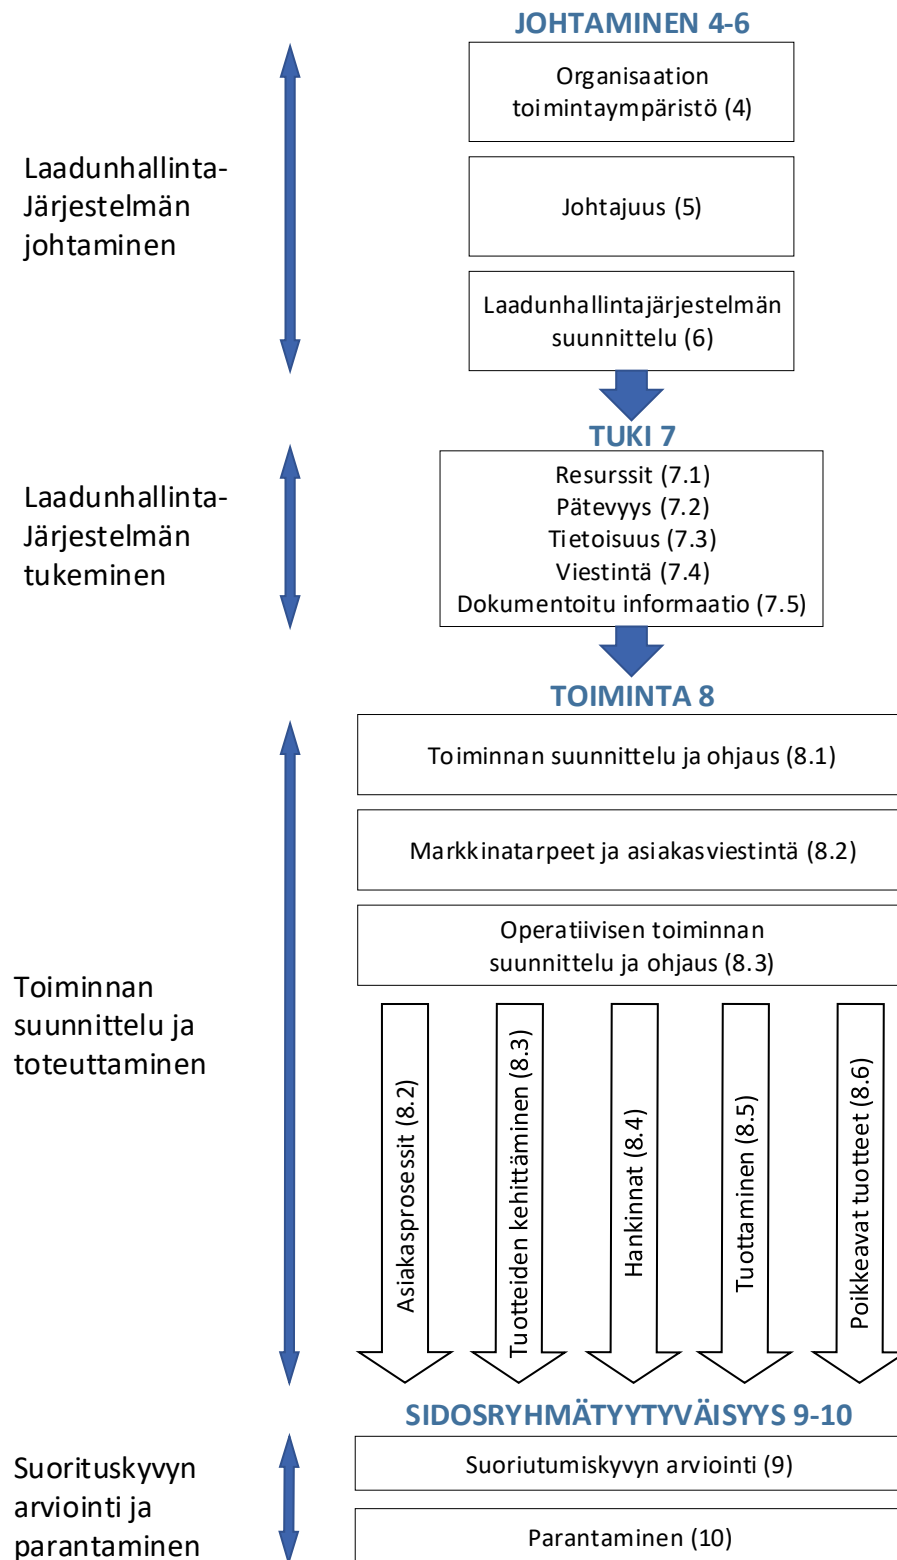 JOHTAMINEN 4-6
Organisaation
toimintaympäristö (4)
Laadunhallinta-
Järjestelmän
johtaminen
Johtajuus (5)
Laadunhallintajärjestelmän
suunnittelu (6)
TUKI 7
Laadunhallinta-
Järjestelmän
tukeminen
Resurssit (7.1)
Pätevyys (7.2)
Tietoisuus (7.3)
Viestintä (7.4)
Dokumentoitu informaatio (7.5)
TOIMINTA 8
Toiminnan suunnittelu ja ohjaus (8.1)
Markkinatarpeet ja asiakasviestintä (8.2)
Operatiivisen toiminnan
suunnittelu ja ohjaus (8.3)
Toiminnan
suunnittelu ja
toteuttaminen
Asiakasprosessit (8.2)
Tuotteiden kehittäminen (8.3)
Hankinnat (8.4)
Tuottaminen (8.5)
Poikkeavat tuotteet (8.6)
SIDOSRYHMÄTYYTYVÄISYYS 9-10
Suorituskyvyn
arviointi ja
parantaminen
Suoriutumiskyvyn arviointi (9)
Parantaminen (10)